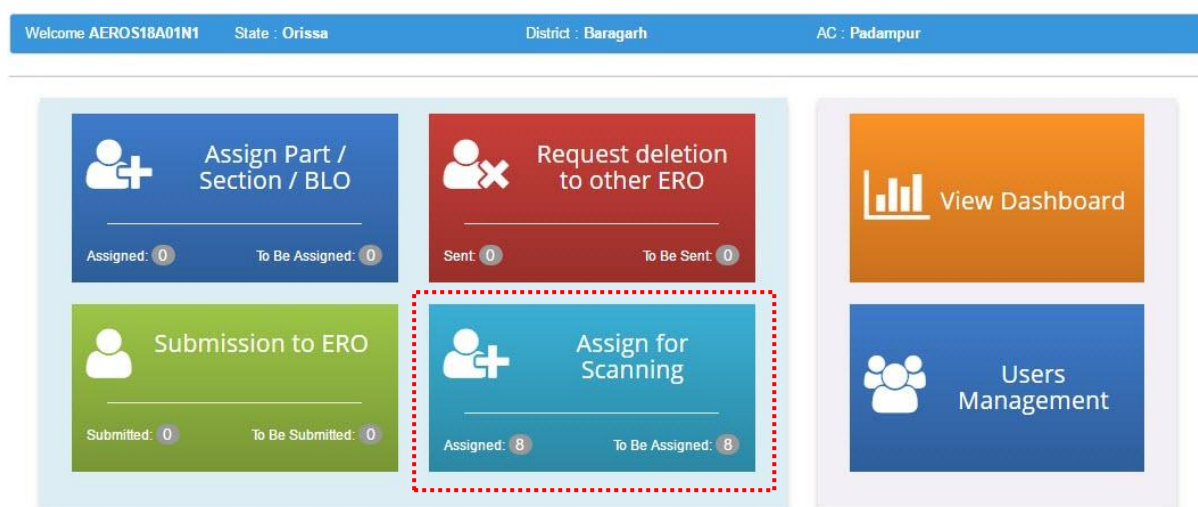 Welcome AEROS18A01N1 State : Orissa District : Baragarh AC : Padampur
Assign Part /
Section / BLO
Assigned: 0 To Be Assigned: 0
Request deletion
to other ERO
Sent: 0 To Be Sent: 0
View Dashboard
Submission to ERO
Submitted: 0 To Be Submitted: 0
Assign for
Scanning
Assigned: 8 To Be Assigned: 8
Users
Management